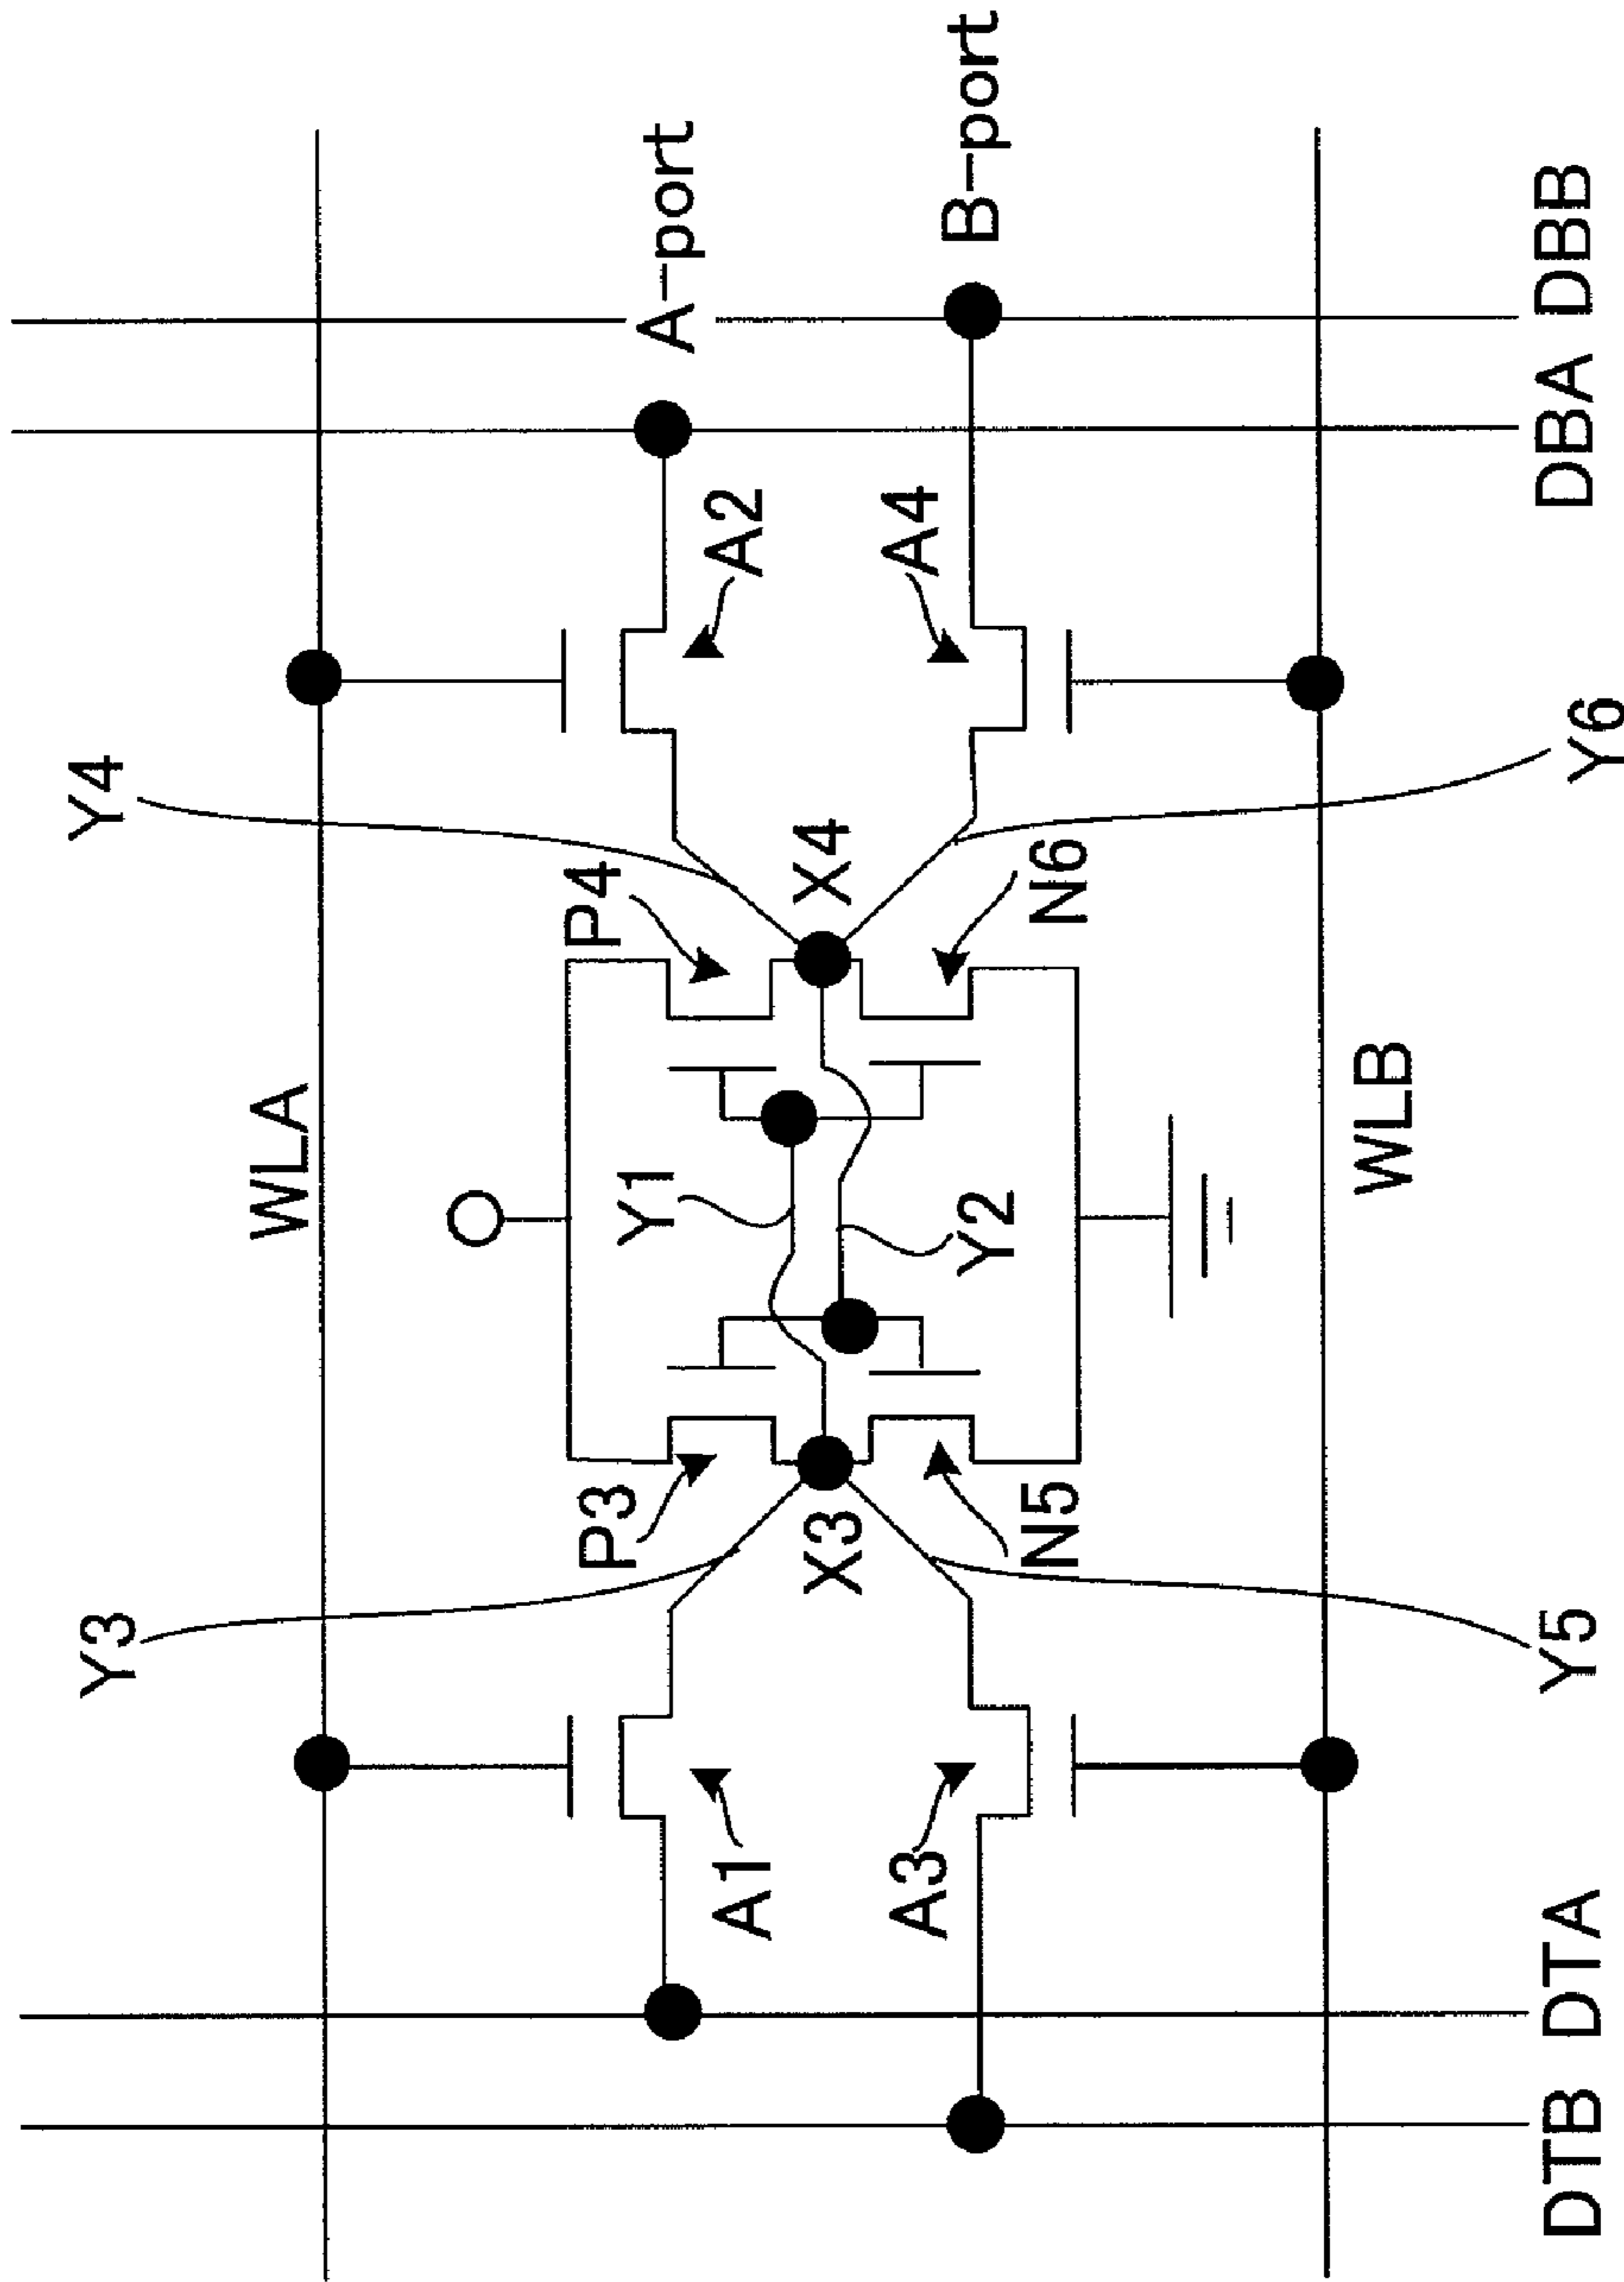 Y3
Y4
WLA
A-port
P3
P4
Y1
A1
A2
X3
X4
A3
A4
Y2
B-port
N5
N6
WLB
Y5
Y6
DTB
DTA
DBA
DBB